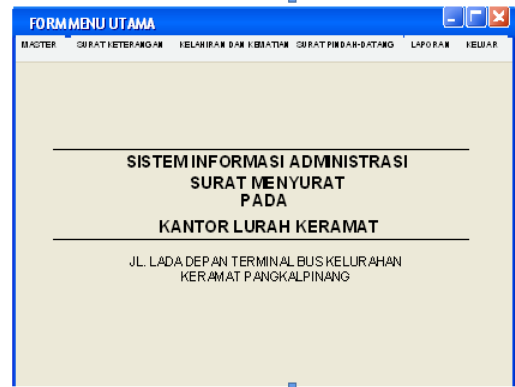 FORM MENU UTAMA
MASTER SURAT KETERANGAN KELAHIRAN DAN KEMATIAN SURAT PINDAH-DATANG LAPORAN KELUAR
SISTEM INFORMASI ADMINISTRASI
SURAT MENYURAT
PADA
KANTOR LURAH KERAMAT
JL. LADA DEPAN TERMINAL BUS KELURAHAN
KERAMAT PANGKALPINANG